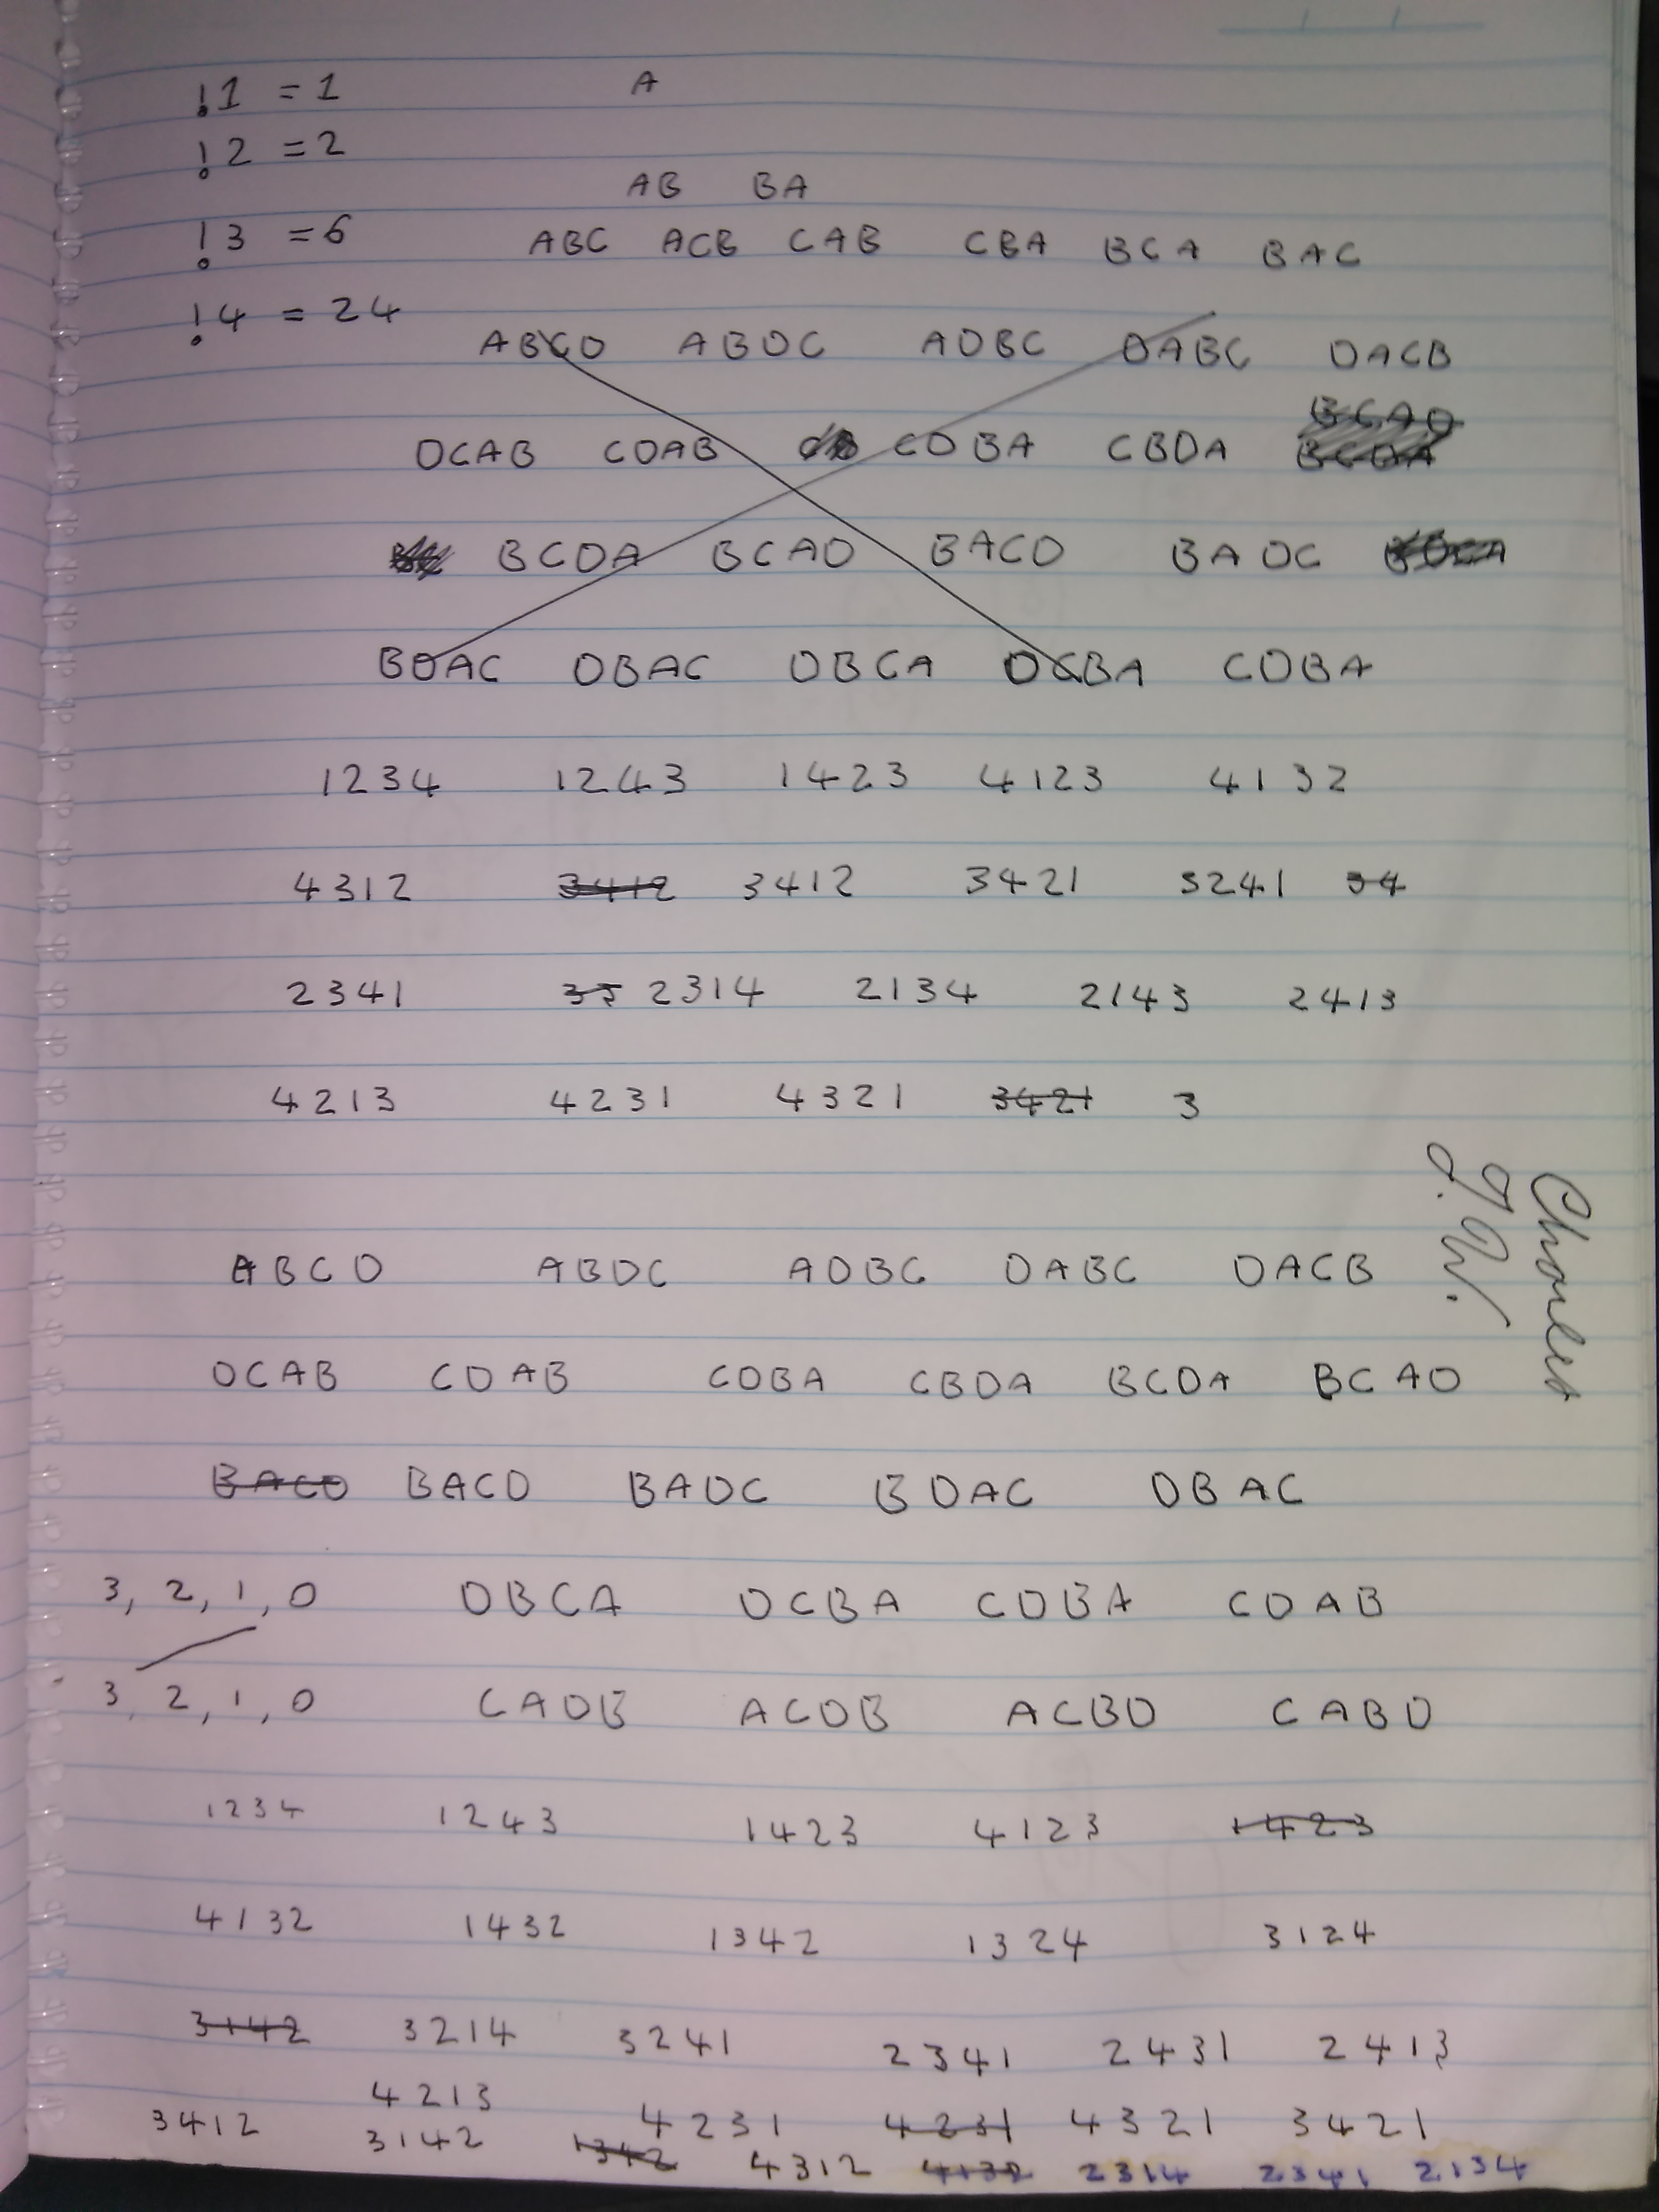 !1 = 1 A
!2 = 2
AB BA
!3 = 6 ABC ACB CAB CBA BCA BAC
!4 = 24
ABCD ABDC ADBC DABC DACB
BCAD
DCAB CDAB CDBA CBDA BCDA
BCDA BCAD BACD BADC
BDAC DBAC DBCA DCBA CDBA
1234 1243 1423 4123 4132
4312 3412 3412 3421 3241 34
2341 2314 2134 2143 2413
4213 4231 4321 3421 3
Charles
J.W.
ABCD ABDC ADBC DABC DACB
DCAB CDAB CDBA CBDA BCDA BCAD
BACD BACD BADC BDAC DBAC
3, 2, 1, 0 DBCA DCBA CDBA CDAB
3, 2, 1, 0 CADB ACDB ACBD CABD
1234 1243 1423 4123 1423
4132 1432 1342 1324 3124
3142 3214 3241 2341 2431 2413
4213
3412 4231 4231 4321 3421
3142 1342 4312 4132 2314 2341 2134